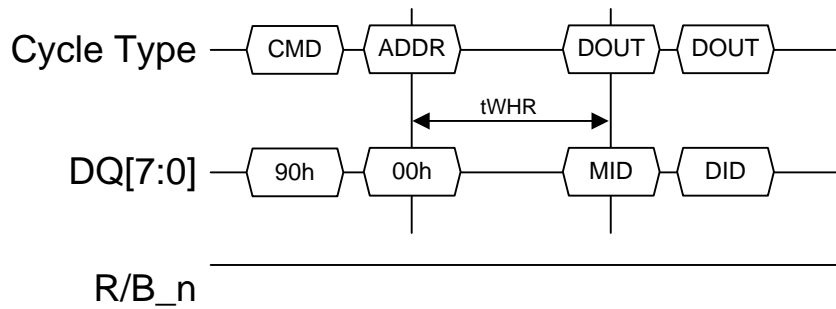 Cycle Type CMD ADDR DOUT DOUT
tWHR
DQ[7:0] 90h 00h MID DID
R/B_n